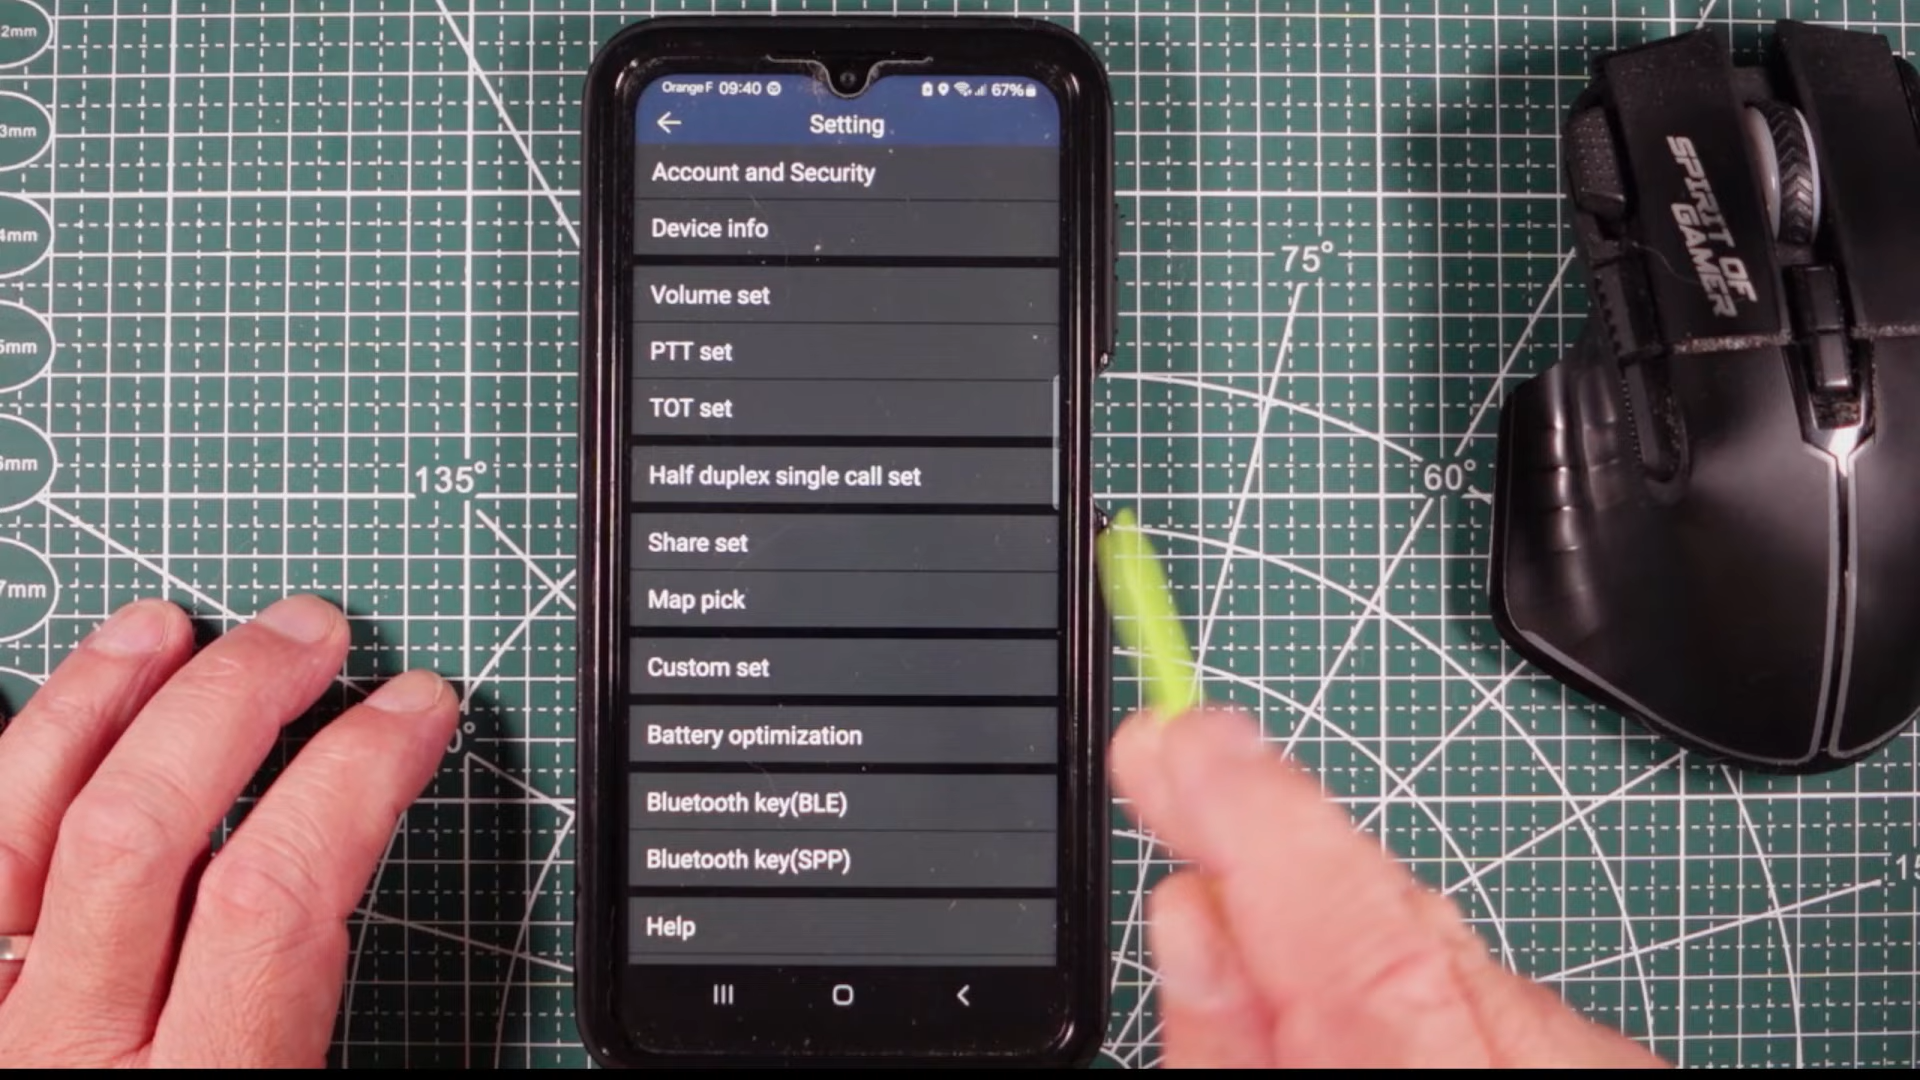 2mm
3mm
4mm
5mm
6mm
7mm
135°
75°
60°
Orange F 09:40 67%
Setting
Account and Security
Device info
Volume set
PTT set
TOT set
Half duplex single call set
Share set
Map pick
Custom set
Battery optimization
Bluetooth key(BLE)
Bluetooth key(SPP)
Help
SPIRIT OF
GAMER